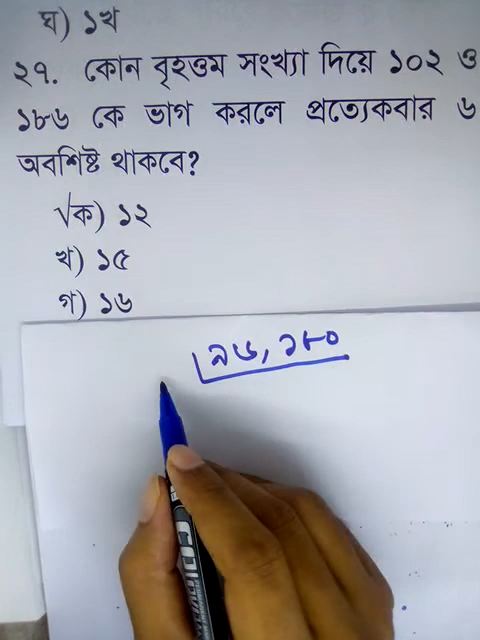 ঘ) ১খ
২৭. কোন বৃহত্তম সংখ্যা দিয়ে ১০২ ও
১৮৬ কে ভাগ করলে প্রত্যেকবার ৬
অবশিষ্ট থাকবে?
√ক) ১২
খ) ১৫
গ) ১৬
৯৬, ১৮০